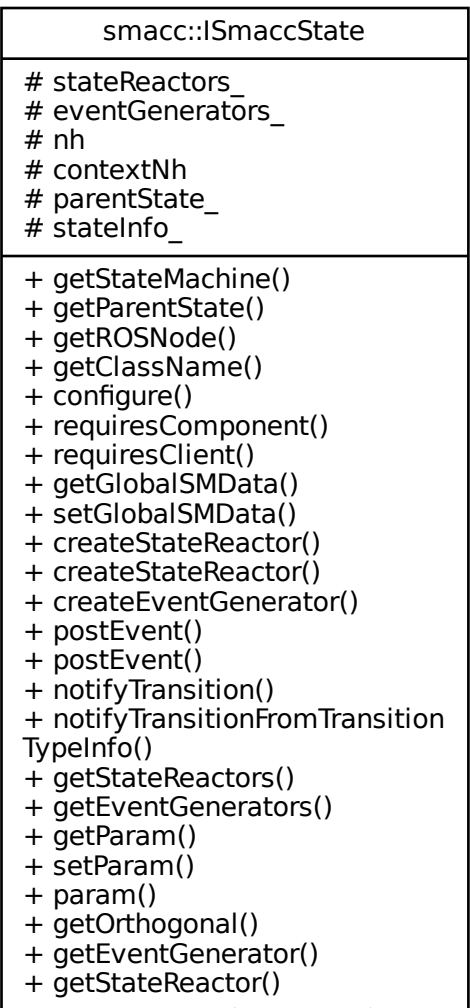 smacc::ISmaccState
# stateReactors_
# eventGenerators_
# nh
# contextNh
# parentState_
# stateInfo_
+ getStateMachine()
+ getParentState()
+ getROSNode()
+ getClassName()
+ configure()
+ requiresComponent()
+ requiresClient()
+ getGlobalSMData()
+ setGlobalSMData()
+ createStateReactor()
+ createStateReactor()
+ createEventGenerator()
+ postEvent()
+ postEvent()
+ notifyTransition()
+ notifyTransitionFromTransition
TypeInfo()
+ getStateReactors()
+ getEventGenerators()
+ getParam()
+ setParam()
+ param()
+ getOrthogonal()
+ getEventGenerator()
+ getStateReactor()